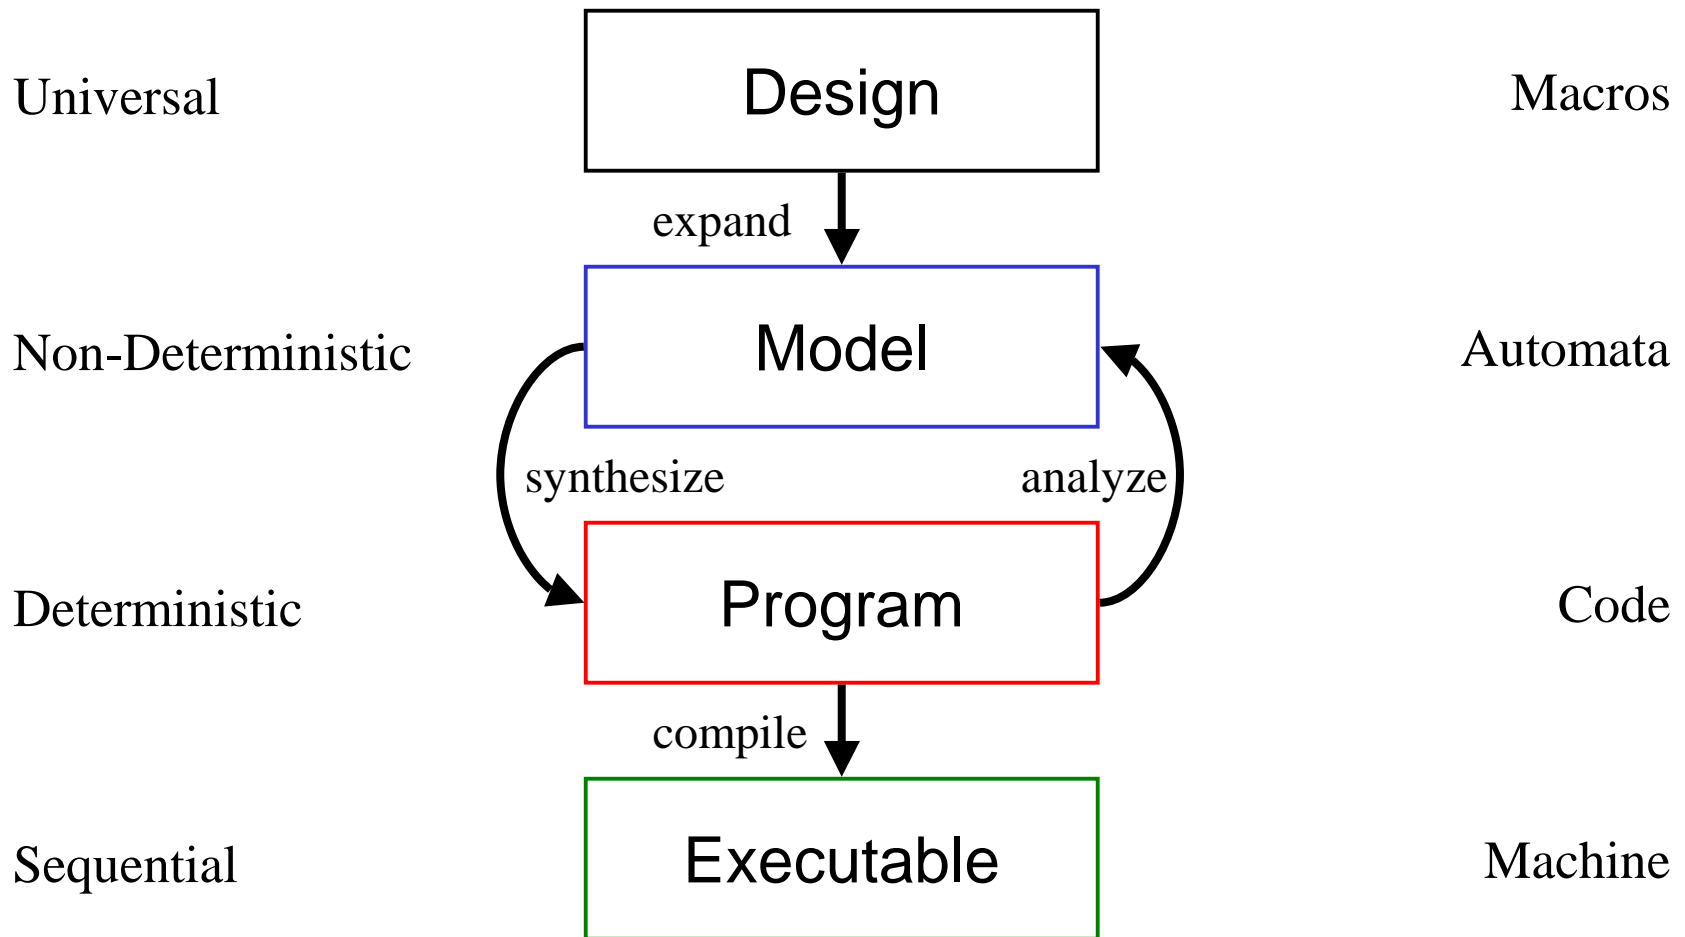 Universal
Design
Macros
expand
Non-Deterministic
Model
Automata
synthesize
analyze
Deterministic
Program
Code
compile
Sequential
Executable
Machine